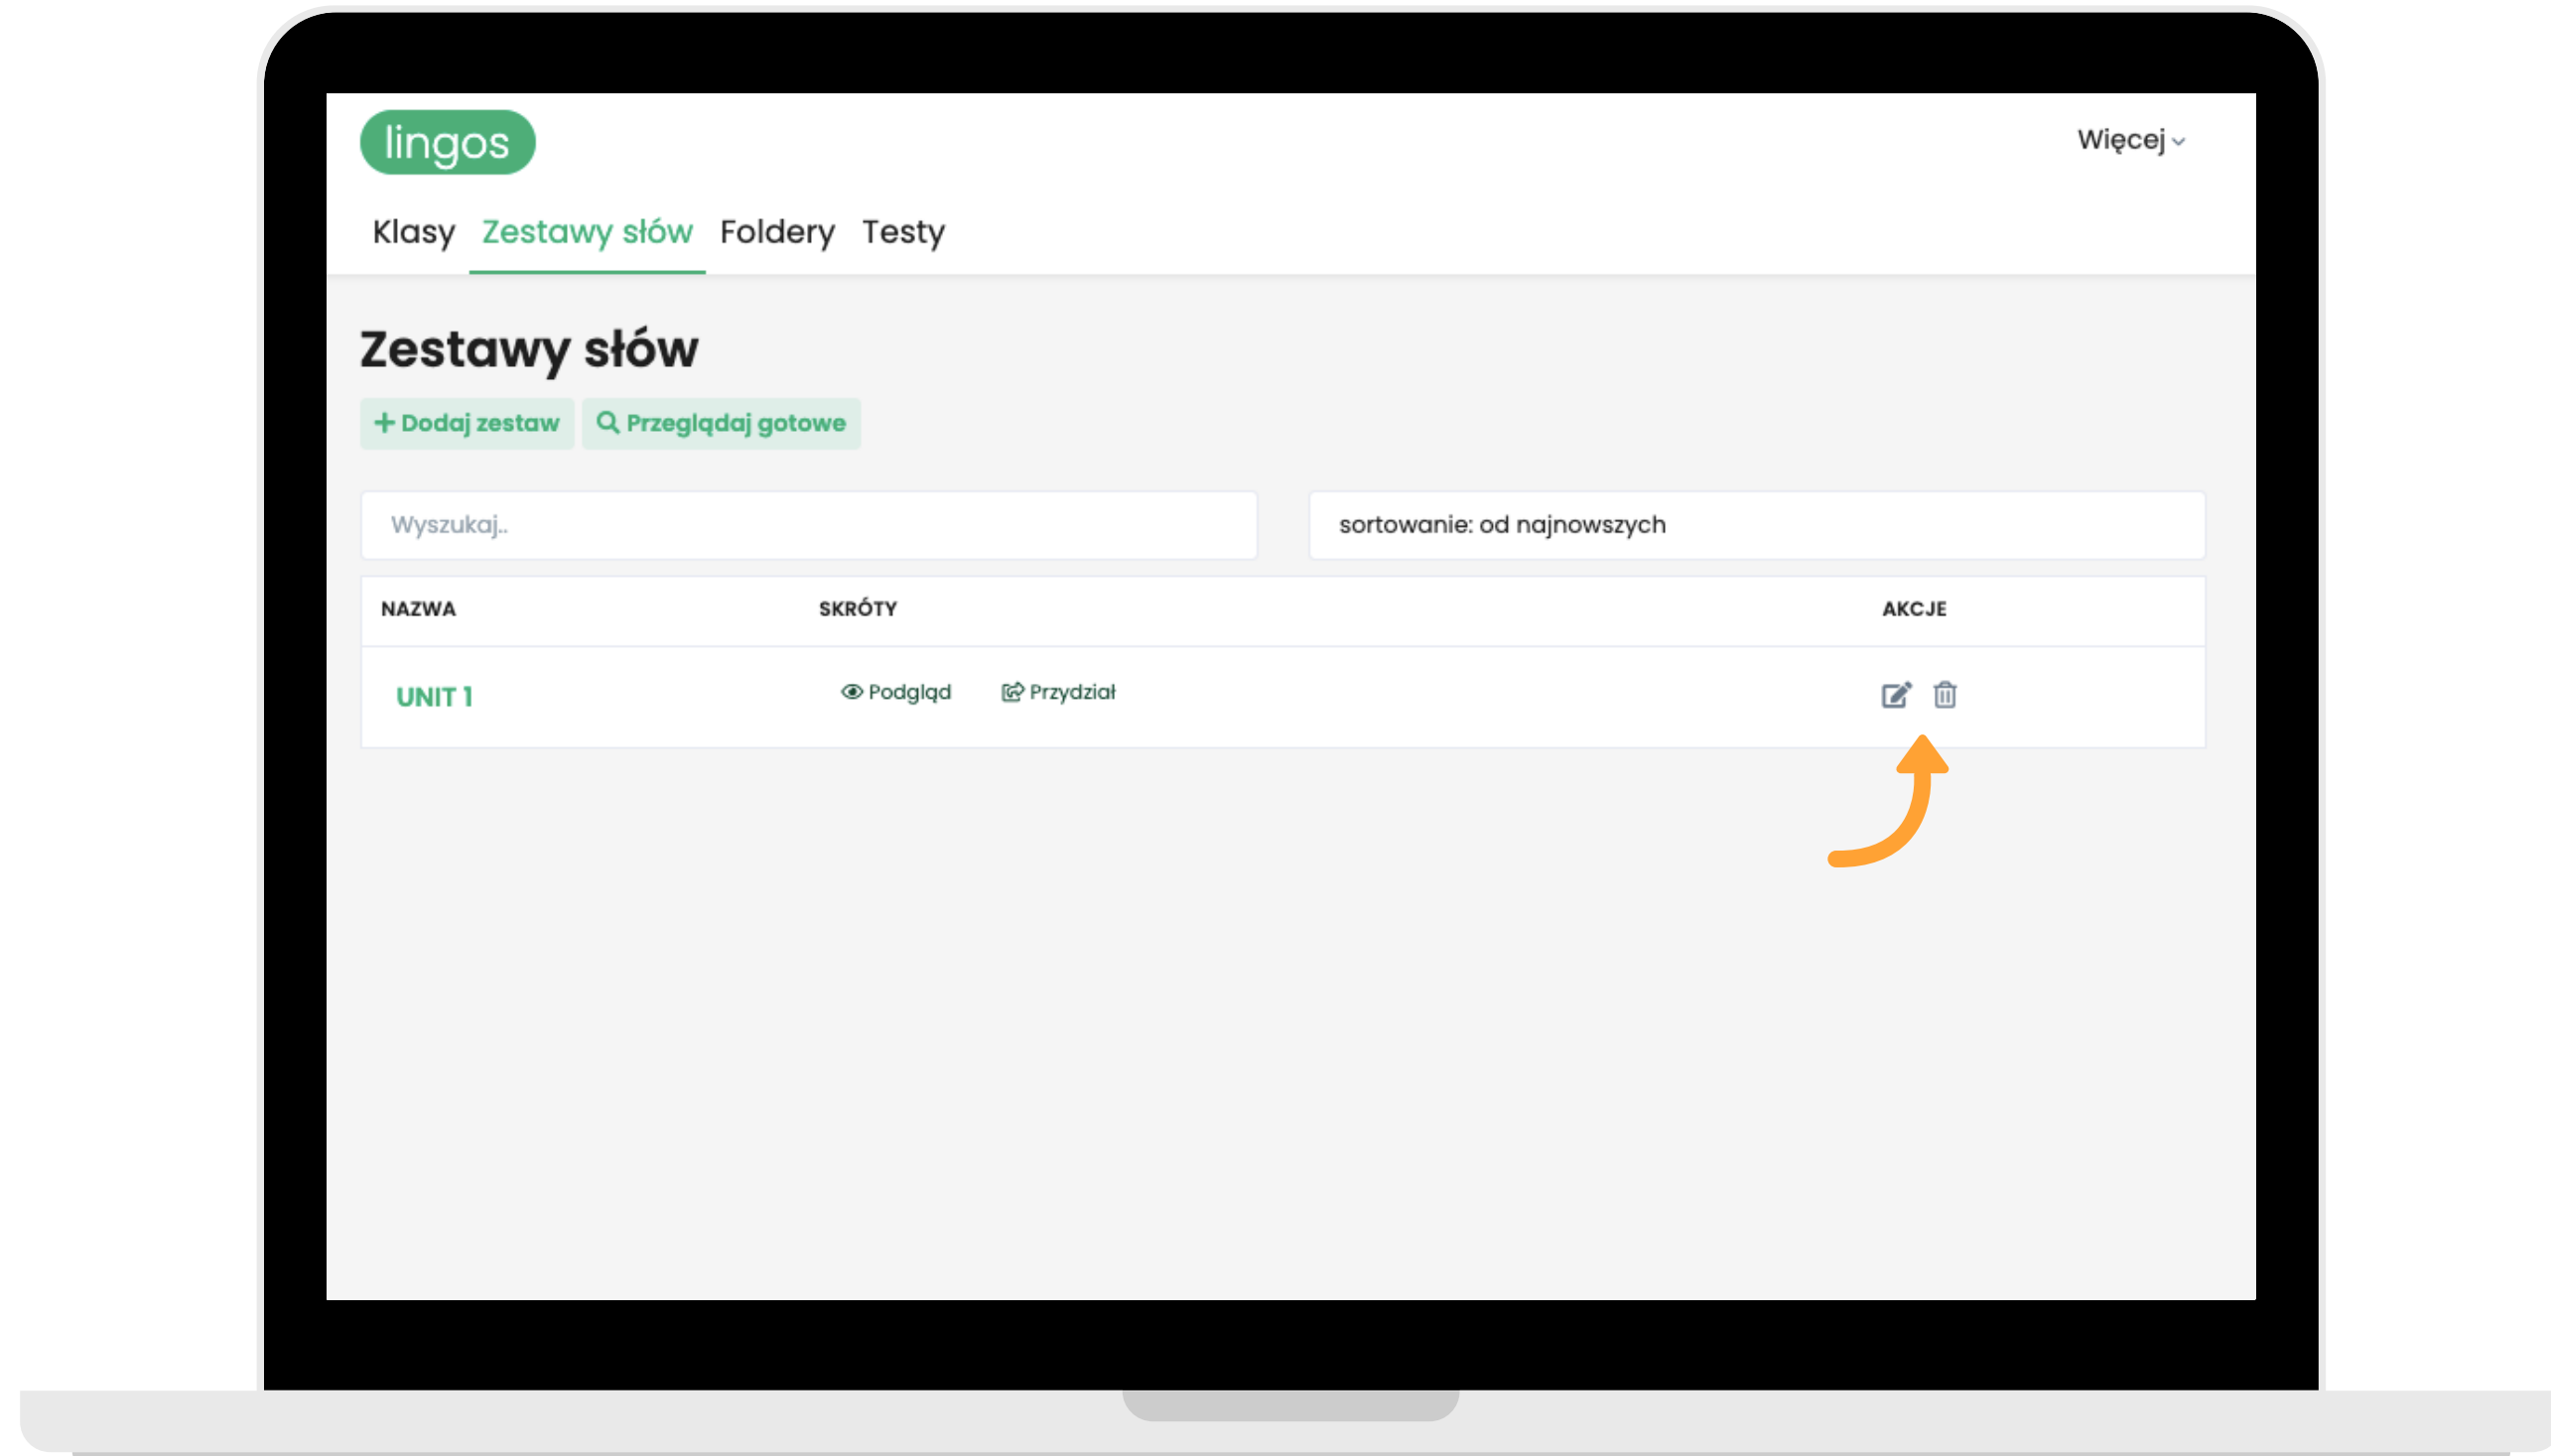 lingos
Więcej
Klasy Zestawy słów Foldery Testy
Zestawy słów
+ Dodaj zestaw Przeglądaj gotowe
Wyszukaj.. sortowanie: od najnowszych
NAZWA SKRÓTY AKCJE
UNIT 1 Podgląd Przydział